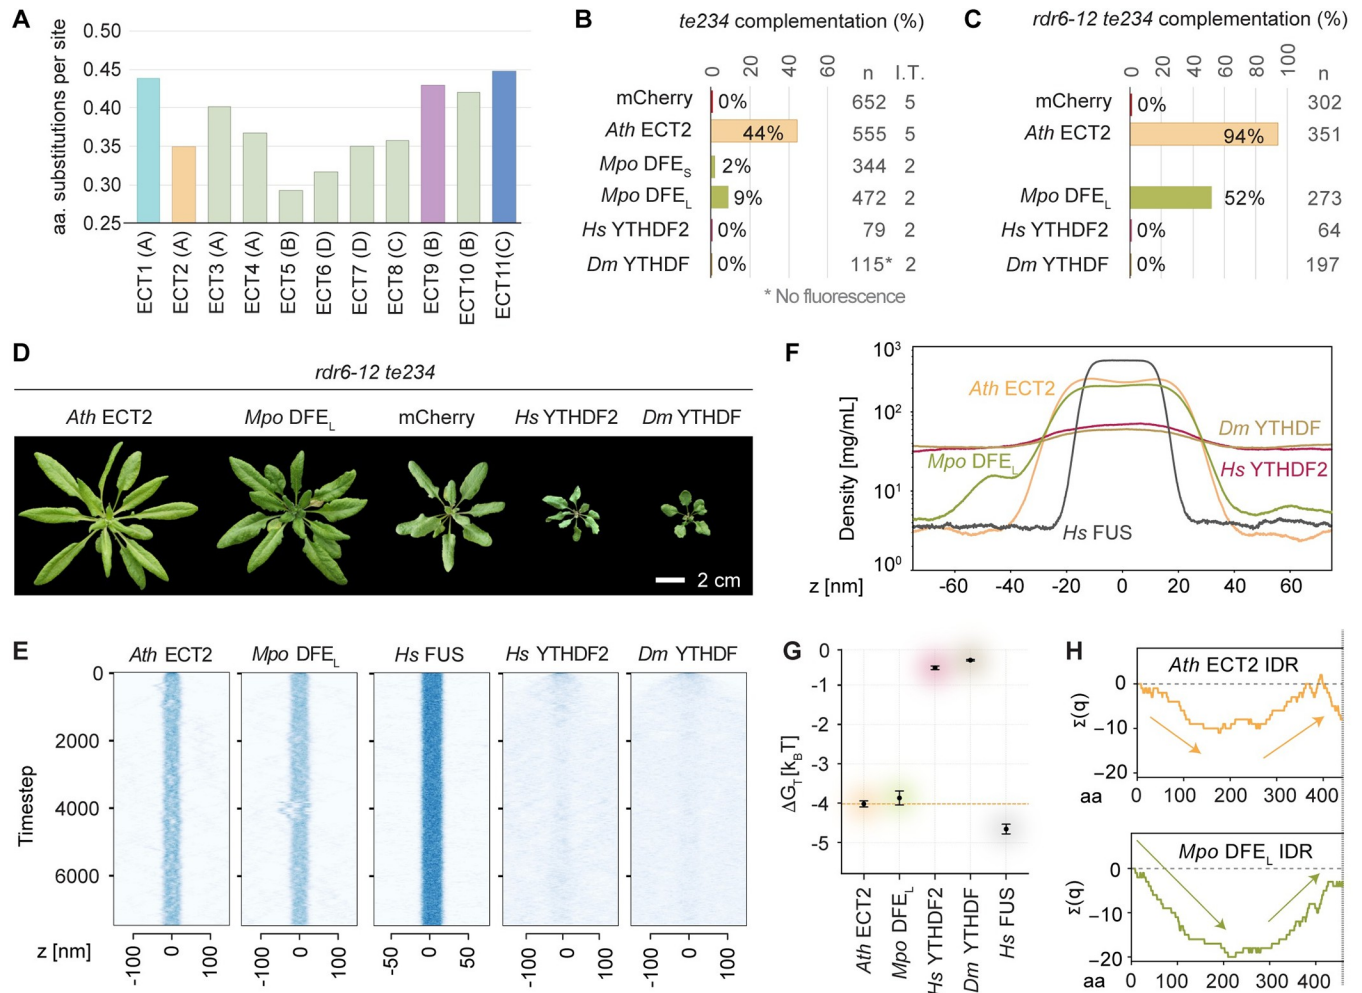 A
aa. substitutions per site
0.50
0.45
0.40
0.35
0.30
0.25
ECT1 (A)
ECT2 (A)
ECT3 (A)
ECT4 (A)
ECT5 (B)
ECT6 (D)
ECT7 (D)
ECT8 (C)
ECT9 (B)
ECT10 (B)
ECT11(C)
B
te234 complementation (%)
0 20 40 60 n I.T.
mCherry 0% 652 5
Ath ECT2 44% 555 5
Mpo DFES 2% 344 2
Mpo DFEL 9% 472 2
Hs YTHDF2 0% 79 2
Dm YTHDF 0% 115* 2
* No fluorescence
C
rdr6-12 te234 complementation (%)
0 20 40 60 80 100 n
mCherry 0% 302
Ath ECT2 94% 351
Mpo DFEL 52% 273
Hs YTHDF2 0% 64
Dm YTHDF 0% 197
D
rdr6-12 te234
Ath ECT2 Mpo DFEL mCherry Hs YTHDF2 Dm YTHDF
2 cm
E
Ath ECT2 Mpo DFEL Hs FUS Hs YTHDF2 Dm YTHDF
Timestep
0
2000
4000
6000
z [nm]
-100 0 100
-100 0 100
-50 0 50
-100 0 100
-100 0 100
F
Density [mg/mL]
10³
10²
10¹
10⁰
Ath ECT2
Dm YTHDF
Mpo DFEL
Hs YTHDF2
Hs FUS
z [nm] -60 -40 -20 0 20 40 60
G
ΔGT[kBT]
0
-1
-2
-3
-4
-5
Ath ECT2
Mpo DFEL
Hs YTHDF2
Dm YTHDF
Hs FUS
H
Ath ECT2 IDR
Σ(q)
0
−10
−20
aa 0 100 200 300 400
Mpo DFEL IDR
Σ(q)
0
−10
−20
aa 0 100 200 300 400